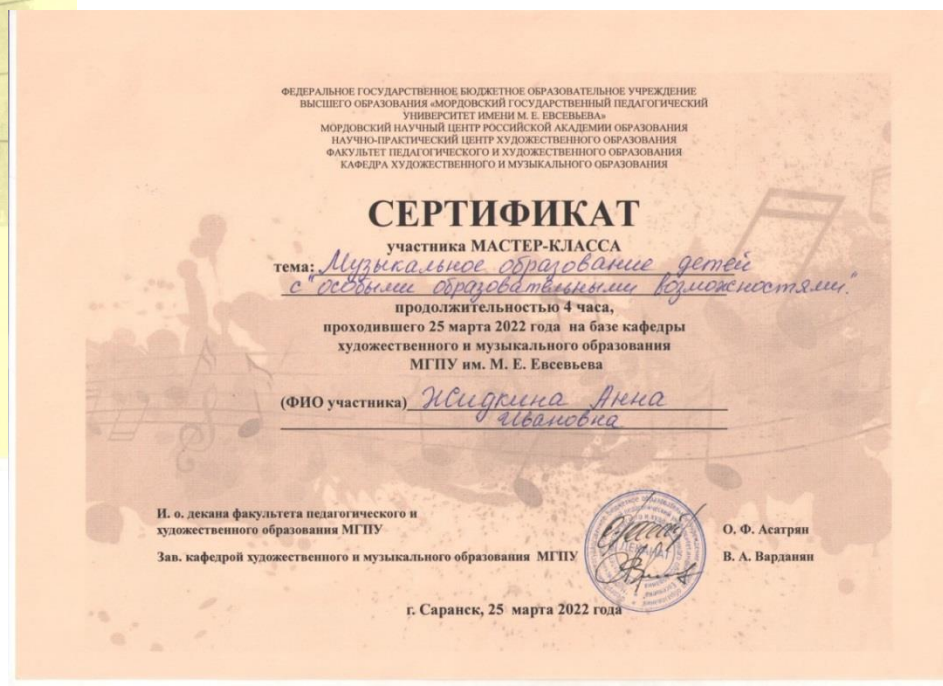 ФЕДЕРАЛЬНОЕ ГОСУДАРСТВЕННОЕ БЮДЖЕТНОЕ ОБРАЗОВАТЕЛЬНОЕ УЧРЕЖДЕНИЕ
ВЫСШЕГО ОБРАЗОВАНИЯ «МОРДОВСКИЙ ГОСУДАРСТВЕННЫЙ ПЕДАГОГИЧЕСКИЙ
УНИВЕРСИТЕТ ИМЕНИ М. Е. ЕВСЕВЬЕВА»
МОРДОВСКИЙ НАУЧНЫЙ ЦЕНТР РОССИЙСКОЙ АКАДЕМИИ ОБРАЗОВАНИЯ
НАУЧНО-ПРАКТИЧЕСКИЙ ЦЕНТР ХУДОЖЕСТВЕННОГО ОБРАЗОВАНИЯ
ФАКУЛЬТЕТ ПЕДАГОГИЧЕСКОГО И ХУДОЖЕСТВЕННОГО ОБРАЗОВАНИЯ
КАФЕДРА ХУДОЖЕСТВЕННОГО И МУЗЫКАЛЬНОГО ОБРАЗОВАНИЯ
СЕРТИФИКАТ
участника МАСТЕР-КЛАССА
тема: Музыкальное образование детей
с "особыми образовательными возможностями."
продолжительностью 4 часа,
проходившего 25 марта 2022 года на базе кафедры
художественного и музыкального образования
МГПУ им. М. Е. Евсевьева
(ФИО участника) Жидкина Анна
Ивановна
И. о. декана факультета педагогического и
художественного образования МГПУ
О. Ф. Асатрян
Зав. кафедрой художественного и музыкального образования МГПУ
В. А. Варданян
г. Саранск, 25 марта 2022 года